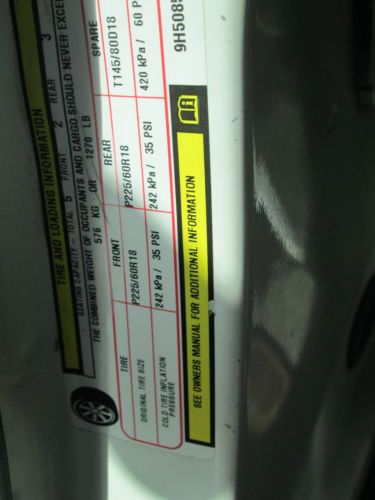 TIRE AND LOADING INFORMATION
SEATING CAPACITY - TOTAL 5 FRONT 2 REAR 3
THE COMBINED WEIGHT OF OCCUPANTS AND CARGO SHOULD NEVER EXCE
576 KG OR 1270 LB
TIRE FRONT REAR SPARE
ORIGINAL TIRE SIZE P225/60R18 P225/60R18 T145/80D18
COLD TIRE INFLATION PRESSURE 242 kPa / 35 PSI 242 kPa / 35 PSI 420 kPa / 60 P
SEE OWNERS MANUAL FOR ADDITIONAL INFORMATION
9H5085